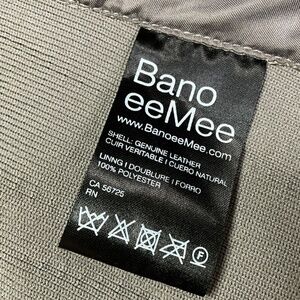 Bano
eeMee
www.BanoeeMee.com
SHELL: GENUINE LEATHER
CUIR VERITABLE I CUERO NATURAL
LINING I DOUBLURE I FORRO
100% POLYESTER
CA 56725
RN
F